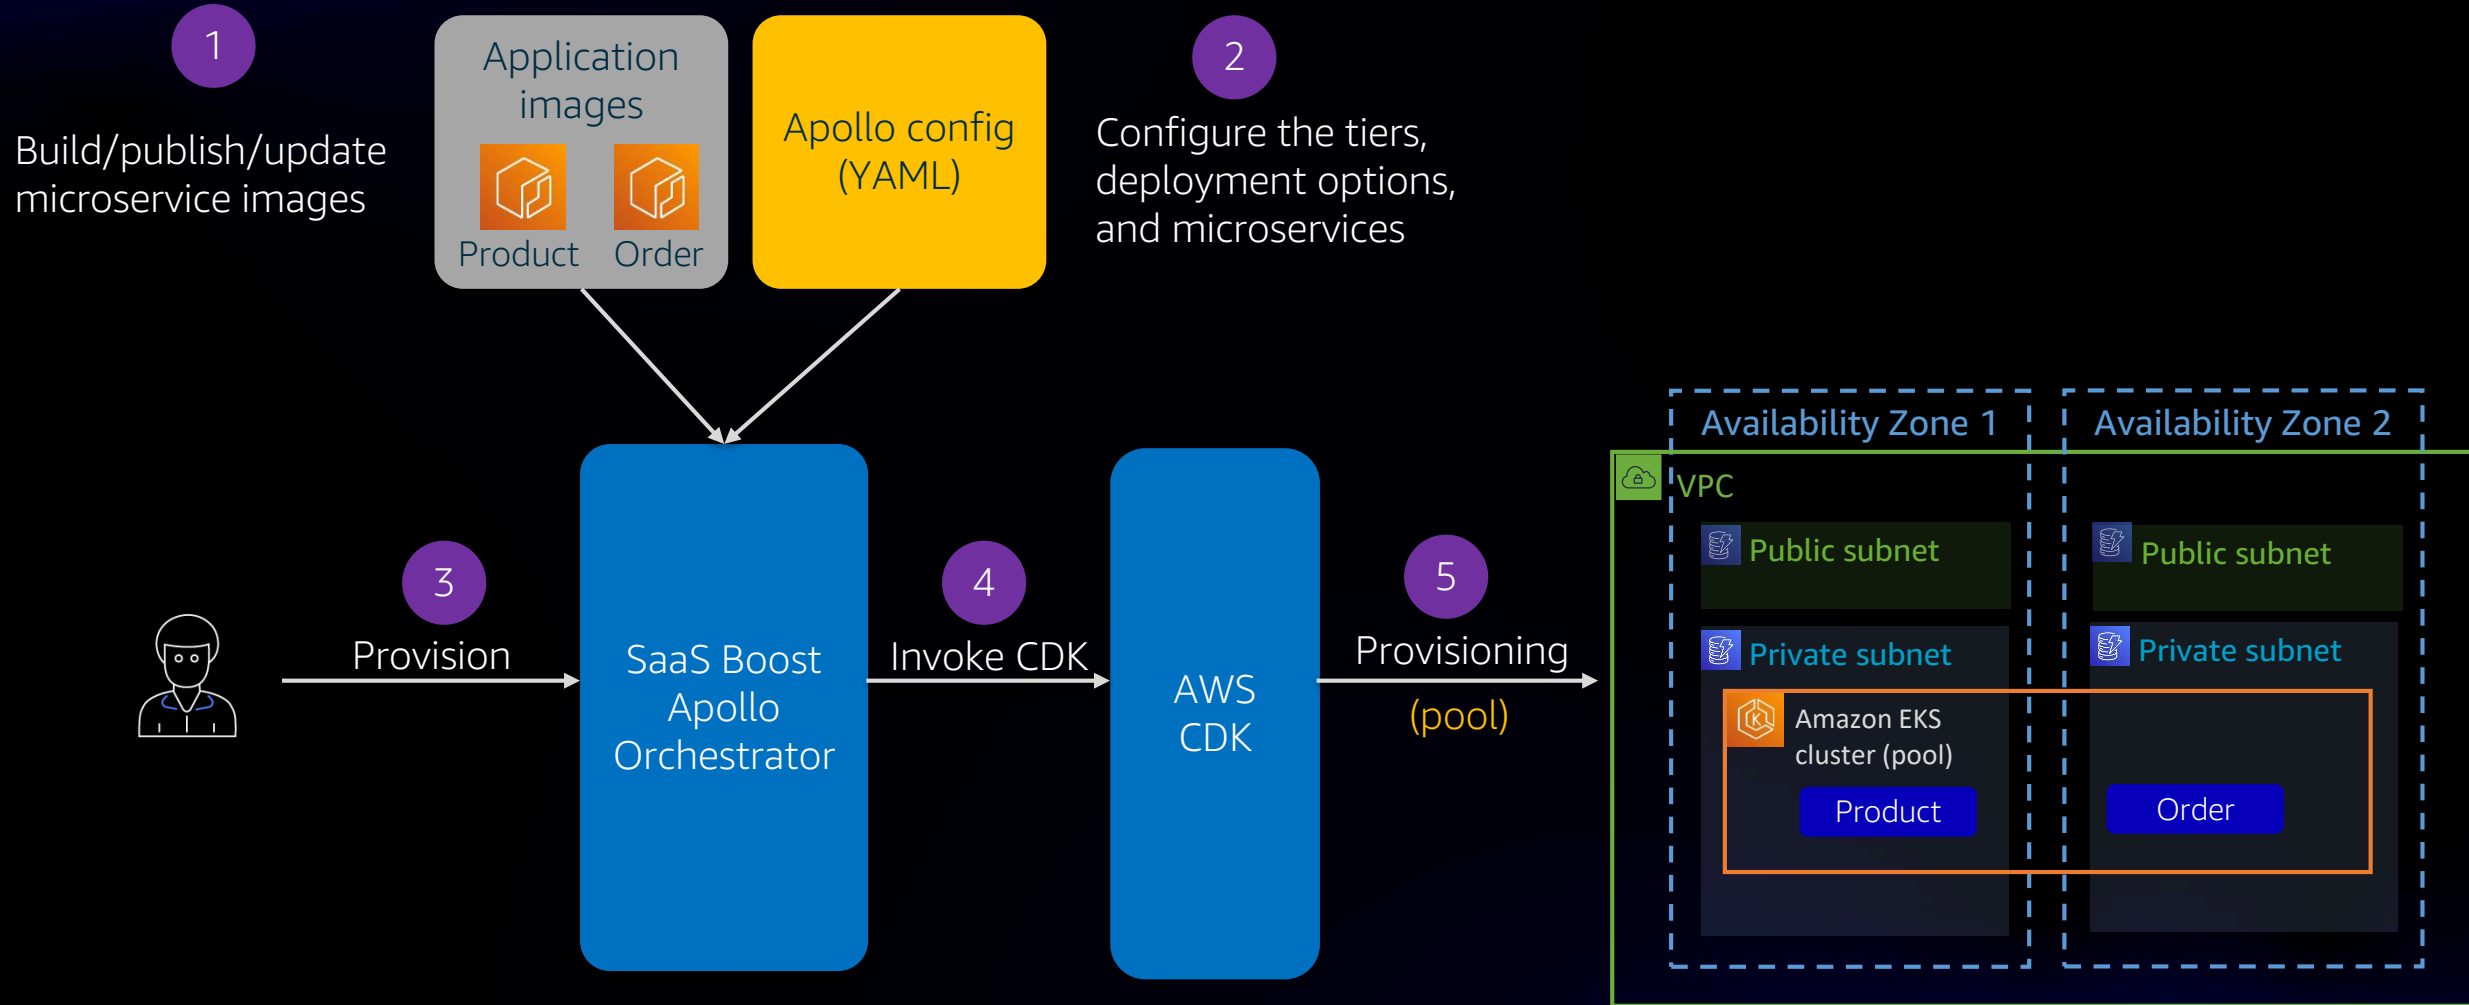 1
Build/publish/update
microservice images
Application
images
Product
Order
Apollo config
(YAML)
2
Configure the tiers,
deployment options,
and microservices
3
Provision
SaaS Boost
Apollo
Orchestrator
4
Invoke CDK
AWS
CDK
5
Provisioning
(pool)
Availability Zone 1
Availability Zone 2
VPC
Public subnet
Public subnet
Private subnet
Private subnet
Amazon EKS
cluster (pool)
Product
Order